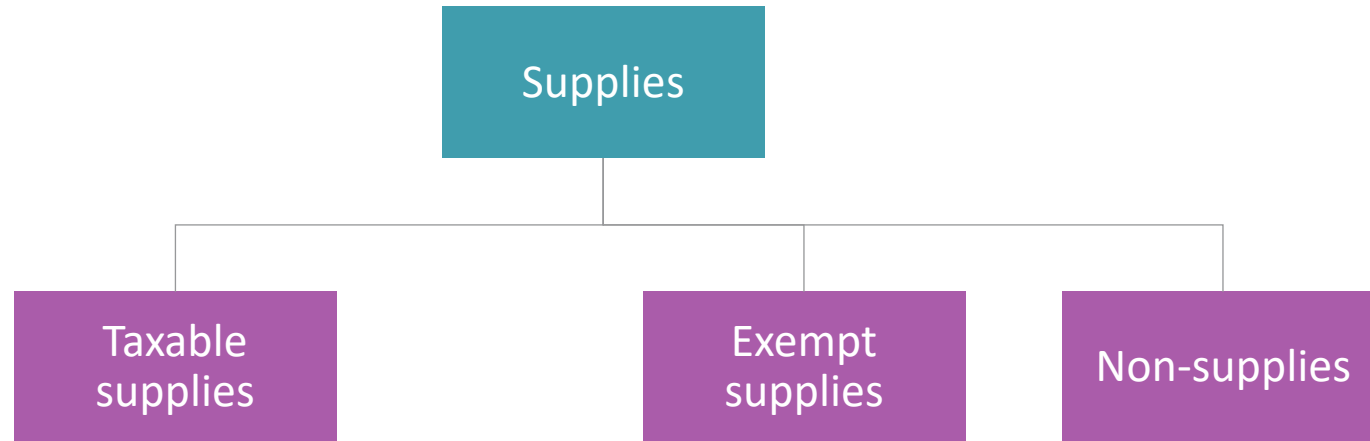 Supplies
Taxable
supplies
Exempt
supplies
Non-supplies